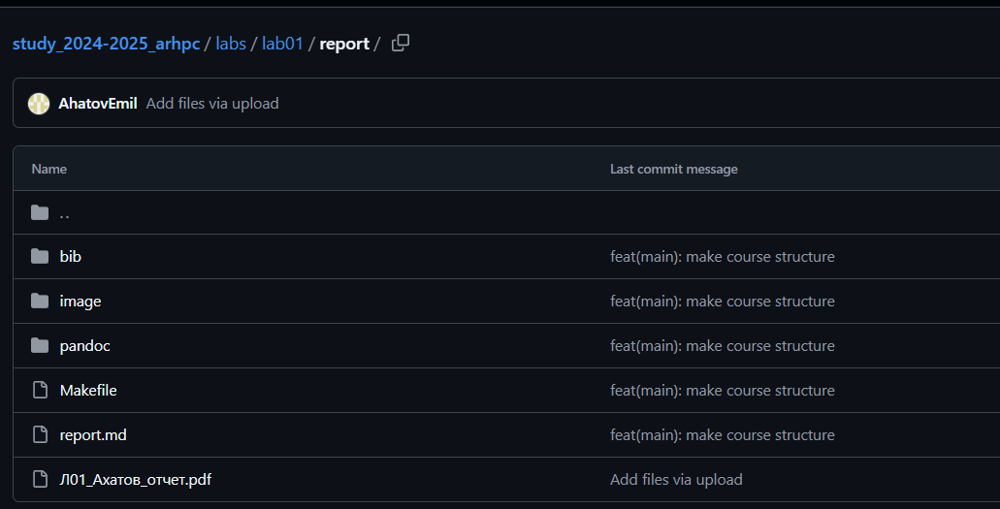 study_2024-2025_arhpc / labs / lab01 / report /
AhatovEmil Add files via upload
Name Last commit message
..
bib feat(main): make course structure
image feat(main): make course structure
pandoc feat(main): make course structure
Makefile feat(main): make course structure
report.md feat(main): make course structure
Л01_Ахатов_отчет.pdf Add files via upload